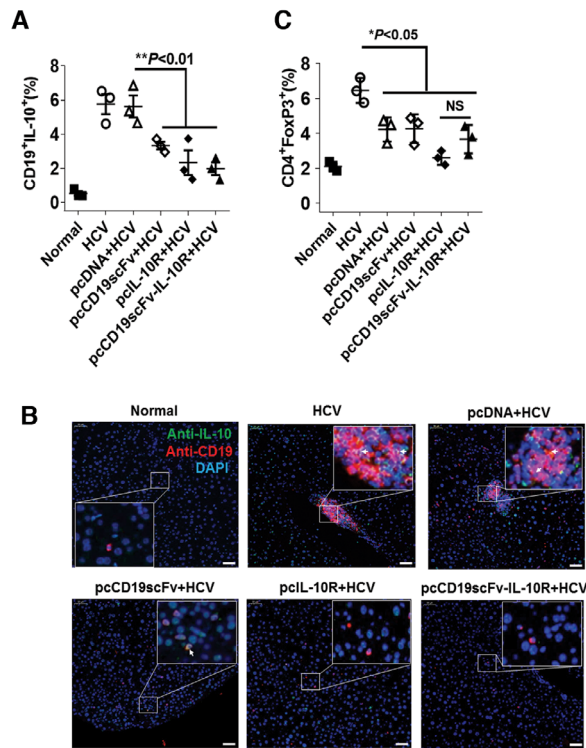 A
CD19+IL-10+(%)
**P<0.01
8
6
4
2
0
Normal
HCV
pcDNA+HCV
pcCD19scFv+HCV
pcIL-10R+HCV
pcCD19scFv-IL-10R+HCV
C
CD4+FoxP3+(%)
*P<0.05
NS
8
6
4
2
0
Normal
HCV
pcDNA+HCV
pcCD19scFv+HCV
pcIL-10R+HCV
pcCD19scFv-IL-10R+HCV
B
Normal
HCV
pcDNA+HCV
Anti-IL-10
Anti-CD19
DAPI
pcCD19scFv+HCV
pcIL-10R+HCV
pcCD19scFv-IL-10R+HCV